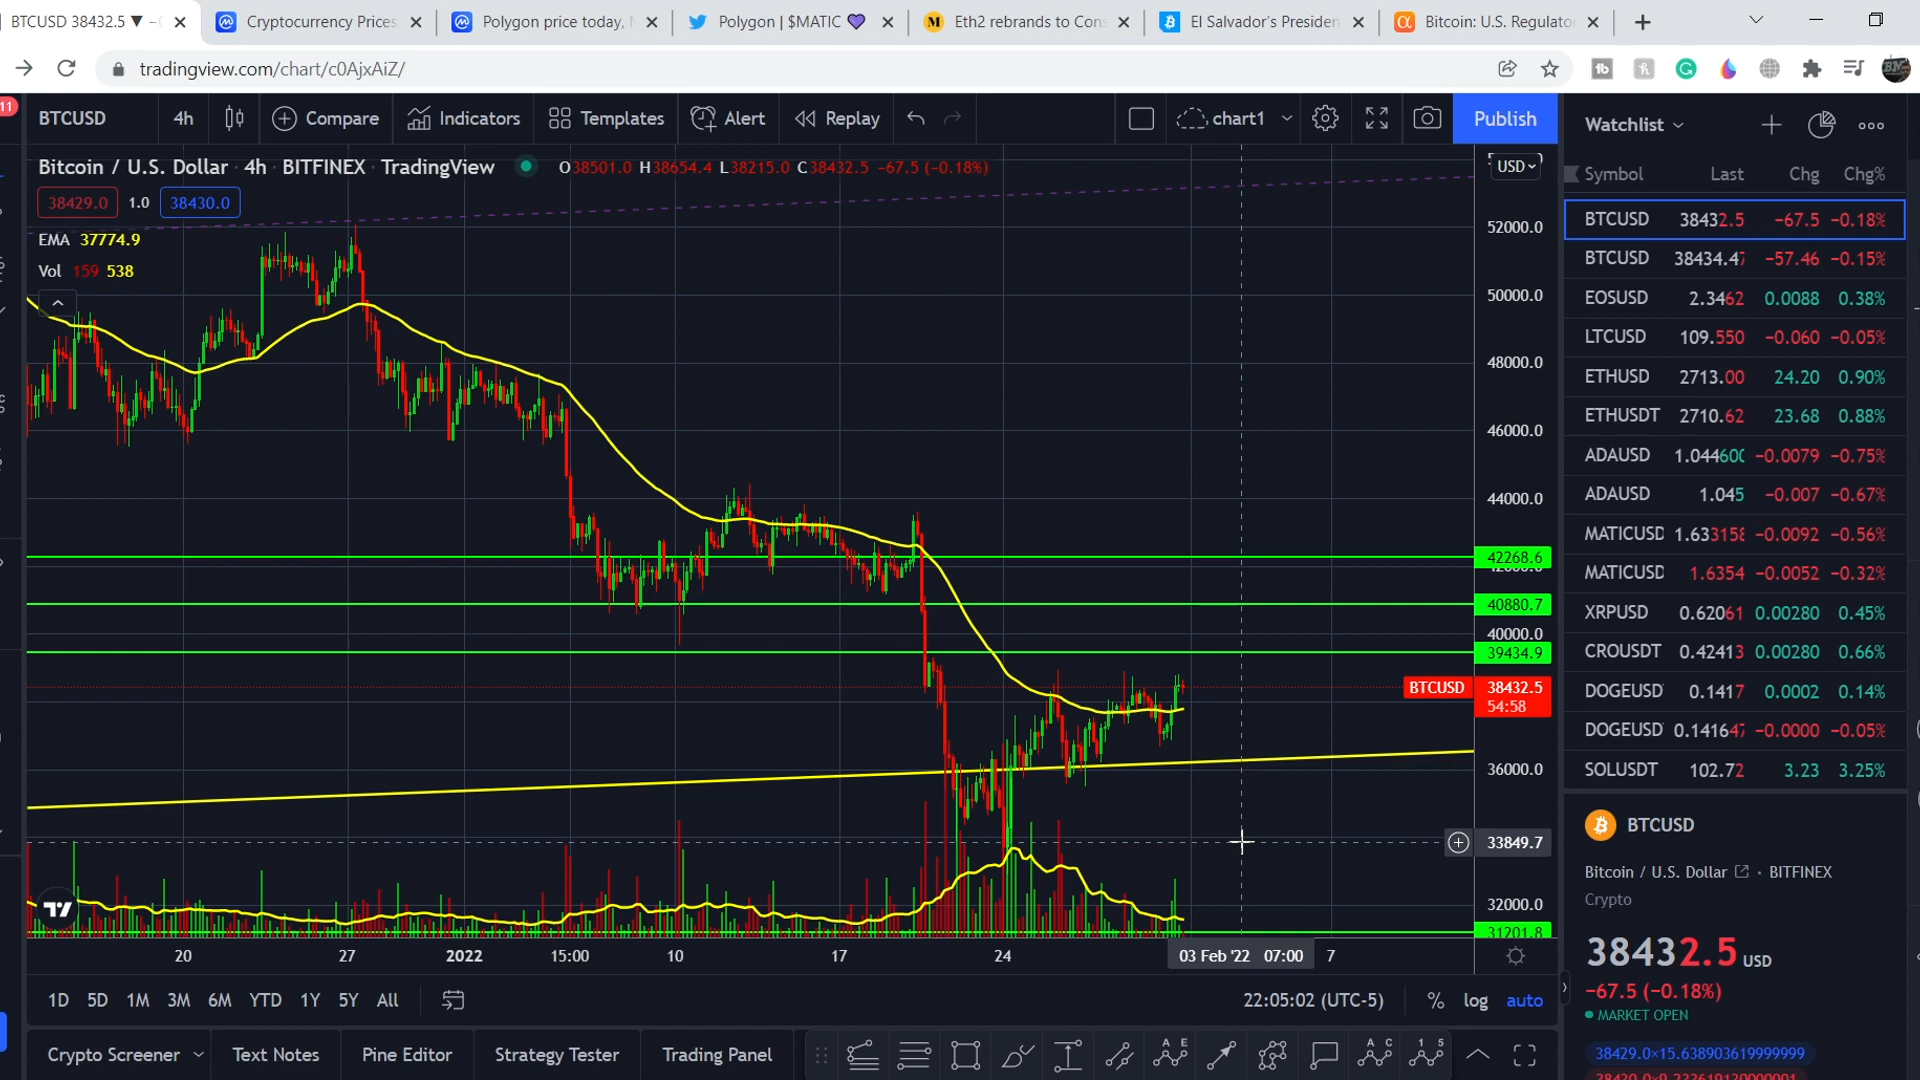 BTCUSD 38432.5 ▼ −0
Cryptocurrency Prices
Polygon price today, M
Polygon | $MATIC 💜
Eth2 rebrands to Cons
El Salvador's Presiden
Bitcoin: U.S. Regulator
tradingview.com/chart/c0AjxAiZ/
11
BTCUSD 4h Compare Indicators Templates Alert Replay chart1 Publish
Bitcoin / U.S. Dollar · 4h · BITFINEX · TradingView O38501.0 H38654.4 L38215.0 C38432.5 −67.5 (−0.18%)
38429.0 1.0 38430.0
EMA 37774.9
Vol 159 538
USD
52000.0
50000.0
48000.0
46000.0
44000.0
42268.6
42000.0
40880.7
40000.0
39434.9
BTCUSD 38432.5
54:58
36000.0
33849.7
32000.0
31201.8
20 27 2022 15:00 10 17 24 03 Feb '22 07:00 7
1D 5D 1M 3M 6M YTD 1Y 5Y All 22:05:02 (UTC-5) % log auto
Crypto Screener Text Notes Pine Editor Strategy Tester Trading Panel
Watchlist
Symbol Last Chg Chg%
BTCUSD 38432.5 −67.5 −0.18%
BTCUSD 38434.47 −57.46 −0.15%
EOSUSD 2.3462 0.0088 0.38%
LTCUSD 109.550 −0.060 −0.05%
ETHUSD 2713.00 24.20 0.90%
ETHUSDT 2710.62 23.68 0.88%
ADAUSD 1.04460 −0.0079 −0.75%
ADAUSD 1.045 −0.007 −0.67%
MATICUSD 1.633158 −0.0092 −0.56%
MATICUSD 1.6354 −0.0052 −0.32%
XRPUSD 0.62061 0.00280 0.45%
CROUSDT 0.42413 0.00280 0.66%
DOGEUSD 0.1417 0.0002 0.14%
DOGEUSD 0.141647 −0.0000 −0.05%
SOLUSDT 102.72 3.23 3.25%
BTCUSD
Bitcoin / U.S. Dollar · BITFINEX
Crypto
38432.5 USD
−67.5 (−0.18%)
MARKET OPEN
38429.0×15.638903619999999